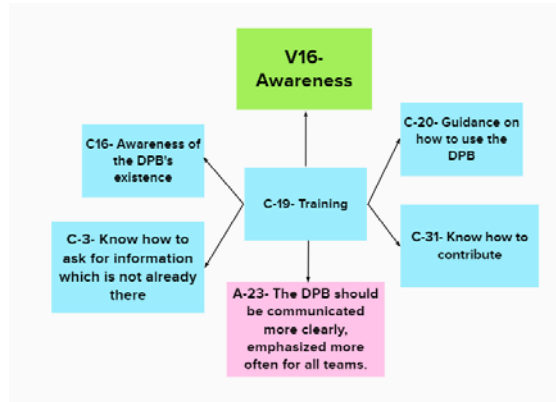 V16-
Awareness
C16- Awareness of
the DPB's
existence
C-20- Guidance on
how to use the
DPB
C-19- Training
C-3- Know how to
ask for information
which is not already
there
C-31- Know how to
contribute
A-23- The DPB should
be communicated
more clearly,
emphasized more
often for all teams.